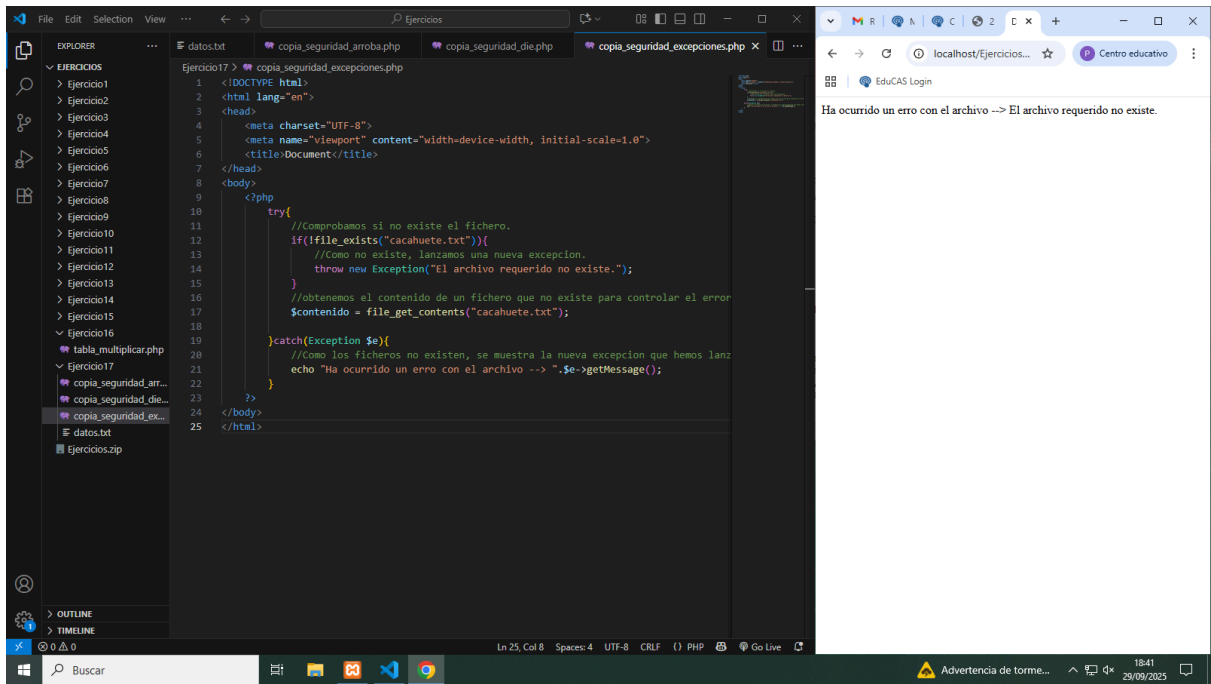 File Edit Selection View ··· Ejercicios
EXPLORER ···
EJERCICIOS
Ejercicio1
Ejercicio2
Ejercicio3
Ejercicio4
Ejercicio5
Ejercicio6
Ejercicio7
Ejercicio8
Ejercicio9
Ejercicio10
Ejercicio11
Ejercicio12
Ejercicio13
Ejercicio14
Ejercicio15
Ejercicio16
tabla_multiplicar.php
Ejercicio17
copia_seguridad_arr...
copia_seguridad_die...
copia_seguridad_ex...
datos.txt
Ejercicios.zip
OUTLINE
TIMELINE
datos.txt copia_seguridad_arroba.php copia_seguridad_die.php copia_seguridad_excepciones.php
Ejercicio17 > copia_seguridad_excepciones.php
1 <!DOCTYPE html>
2 <html lang="en">
3 <head>
4 <meta charset="UTF-8">
5 <meta name="viewport" content="width=device-width, initial-scale=1.0">
6 <title>Document</title>
7 </head>
8 <body>
9 <?php
10 try{
11 //Comprobamos si no existe el fichero.
12 if(!file_exists("cacahuete.txt")){
13 //Como no existe, lanzamos una nueva excepcion.
14 throw new Exception("El archivo requerido no existe.");
15 }
16 //obtenemos el contenido de un fichero que no existe para controlar el error
17 $contenido = file_get_contents("cacahuete.txt");
18
19 }catch(Exception $e){
20 //Como los ficheros no existen, se muestra la nueva excepcion que hemos lanz
21 echo "Ha ocurrido un erro con el archivo --> ".$e->getMessage();
22 }
23 ?>
24 </body>
25 </html>
0 0 Ln 25, Col 8 Spaces: 4 UTF-8 CRLF {} PHP Go Live
R N C 2 D
localhost/Ejercicios... P Centro educativo
EduCAS Login
Ha ocurrido un erro con el archivo --> El archivo requerido no existe.
Buscar
Advertencia de torme...
18:41
29/09/2025